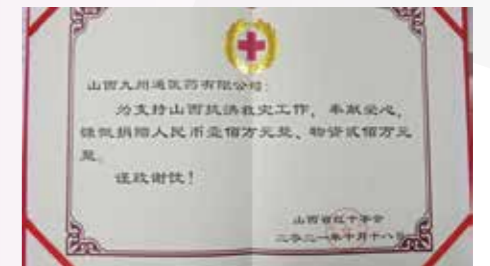 山西九州通医药有限公司:
为支持山西抗洪救灾工作，奉献爱心，
慷慨捐赠人民币壹佰万元整、物资贰佰万元
整。
谨致谢忱！
山西省红十字会
二零二一年十月十八日